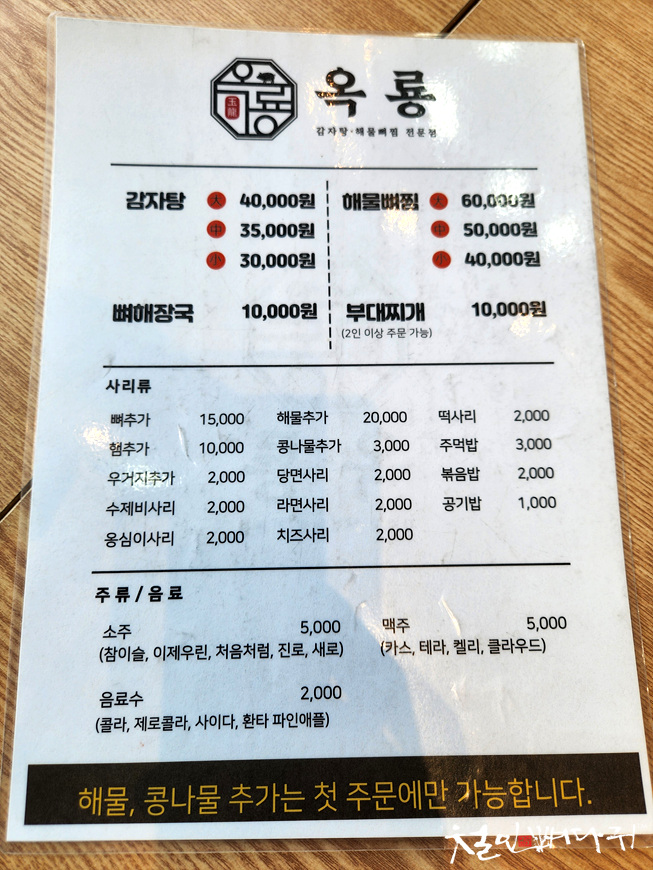 玉龍
옥룡
감자탕·해물뼈찜 전문점
감자탕 大 40,000원
中 35,000원
小 30,000원
해물뼈찜 大 60,000원
中 50,000원
小 40,000원
뼈해장국 10,000원
부대찌개 10,000원
(2인 이상 주문 가능)
사리류
뼈추가 15,000 해물추가 20,000 떡사리 2,000
햄추가 10,000 콩나물추가 3,000 주먹밥 3,000
우거지추가 2,000 당면사리 2,000 볶음밥 2,000
수제비사리 2,000 라면사리 2,000 공기밥 1,000
옹심이사리 2,000 치즈사리 2,000
주류/음료
소주 5,000 맥주 5,000
(참이슬, 이제우린, 처음처럼, 진로, 새로) (카스, 테라, 켈리, 클라우드)
음료수 2,000
(콜라, 제로콜라, 사이다, 환타 파인애플)
해물, 콩나물 추가는 첫 주문에만 가능합니다.